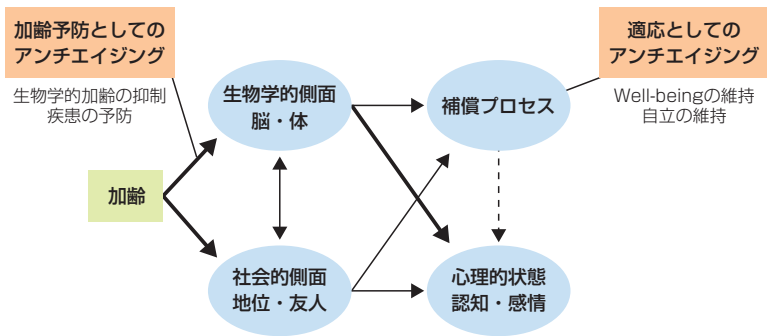 加齢予防としての
アンチエイジング
生物学的加齢の抑制
疾患の予防
加齢
生物学的側面
脳・体
社会的側面
地位・友人
補償プロセス
心理的状態
認知・感情
適応としての
アンチエイジング
Well-beingの維持
自立の維持